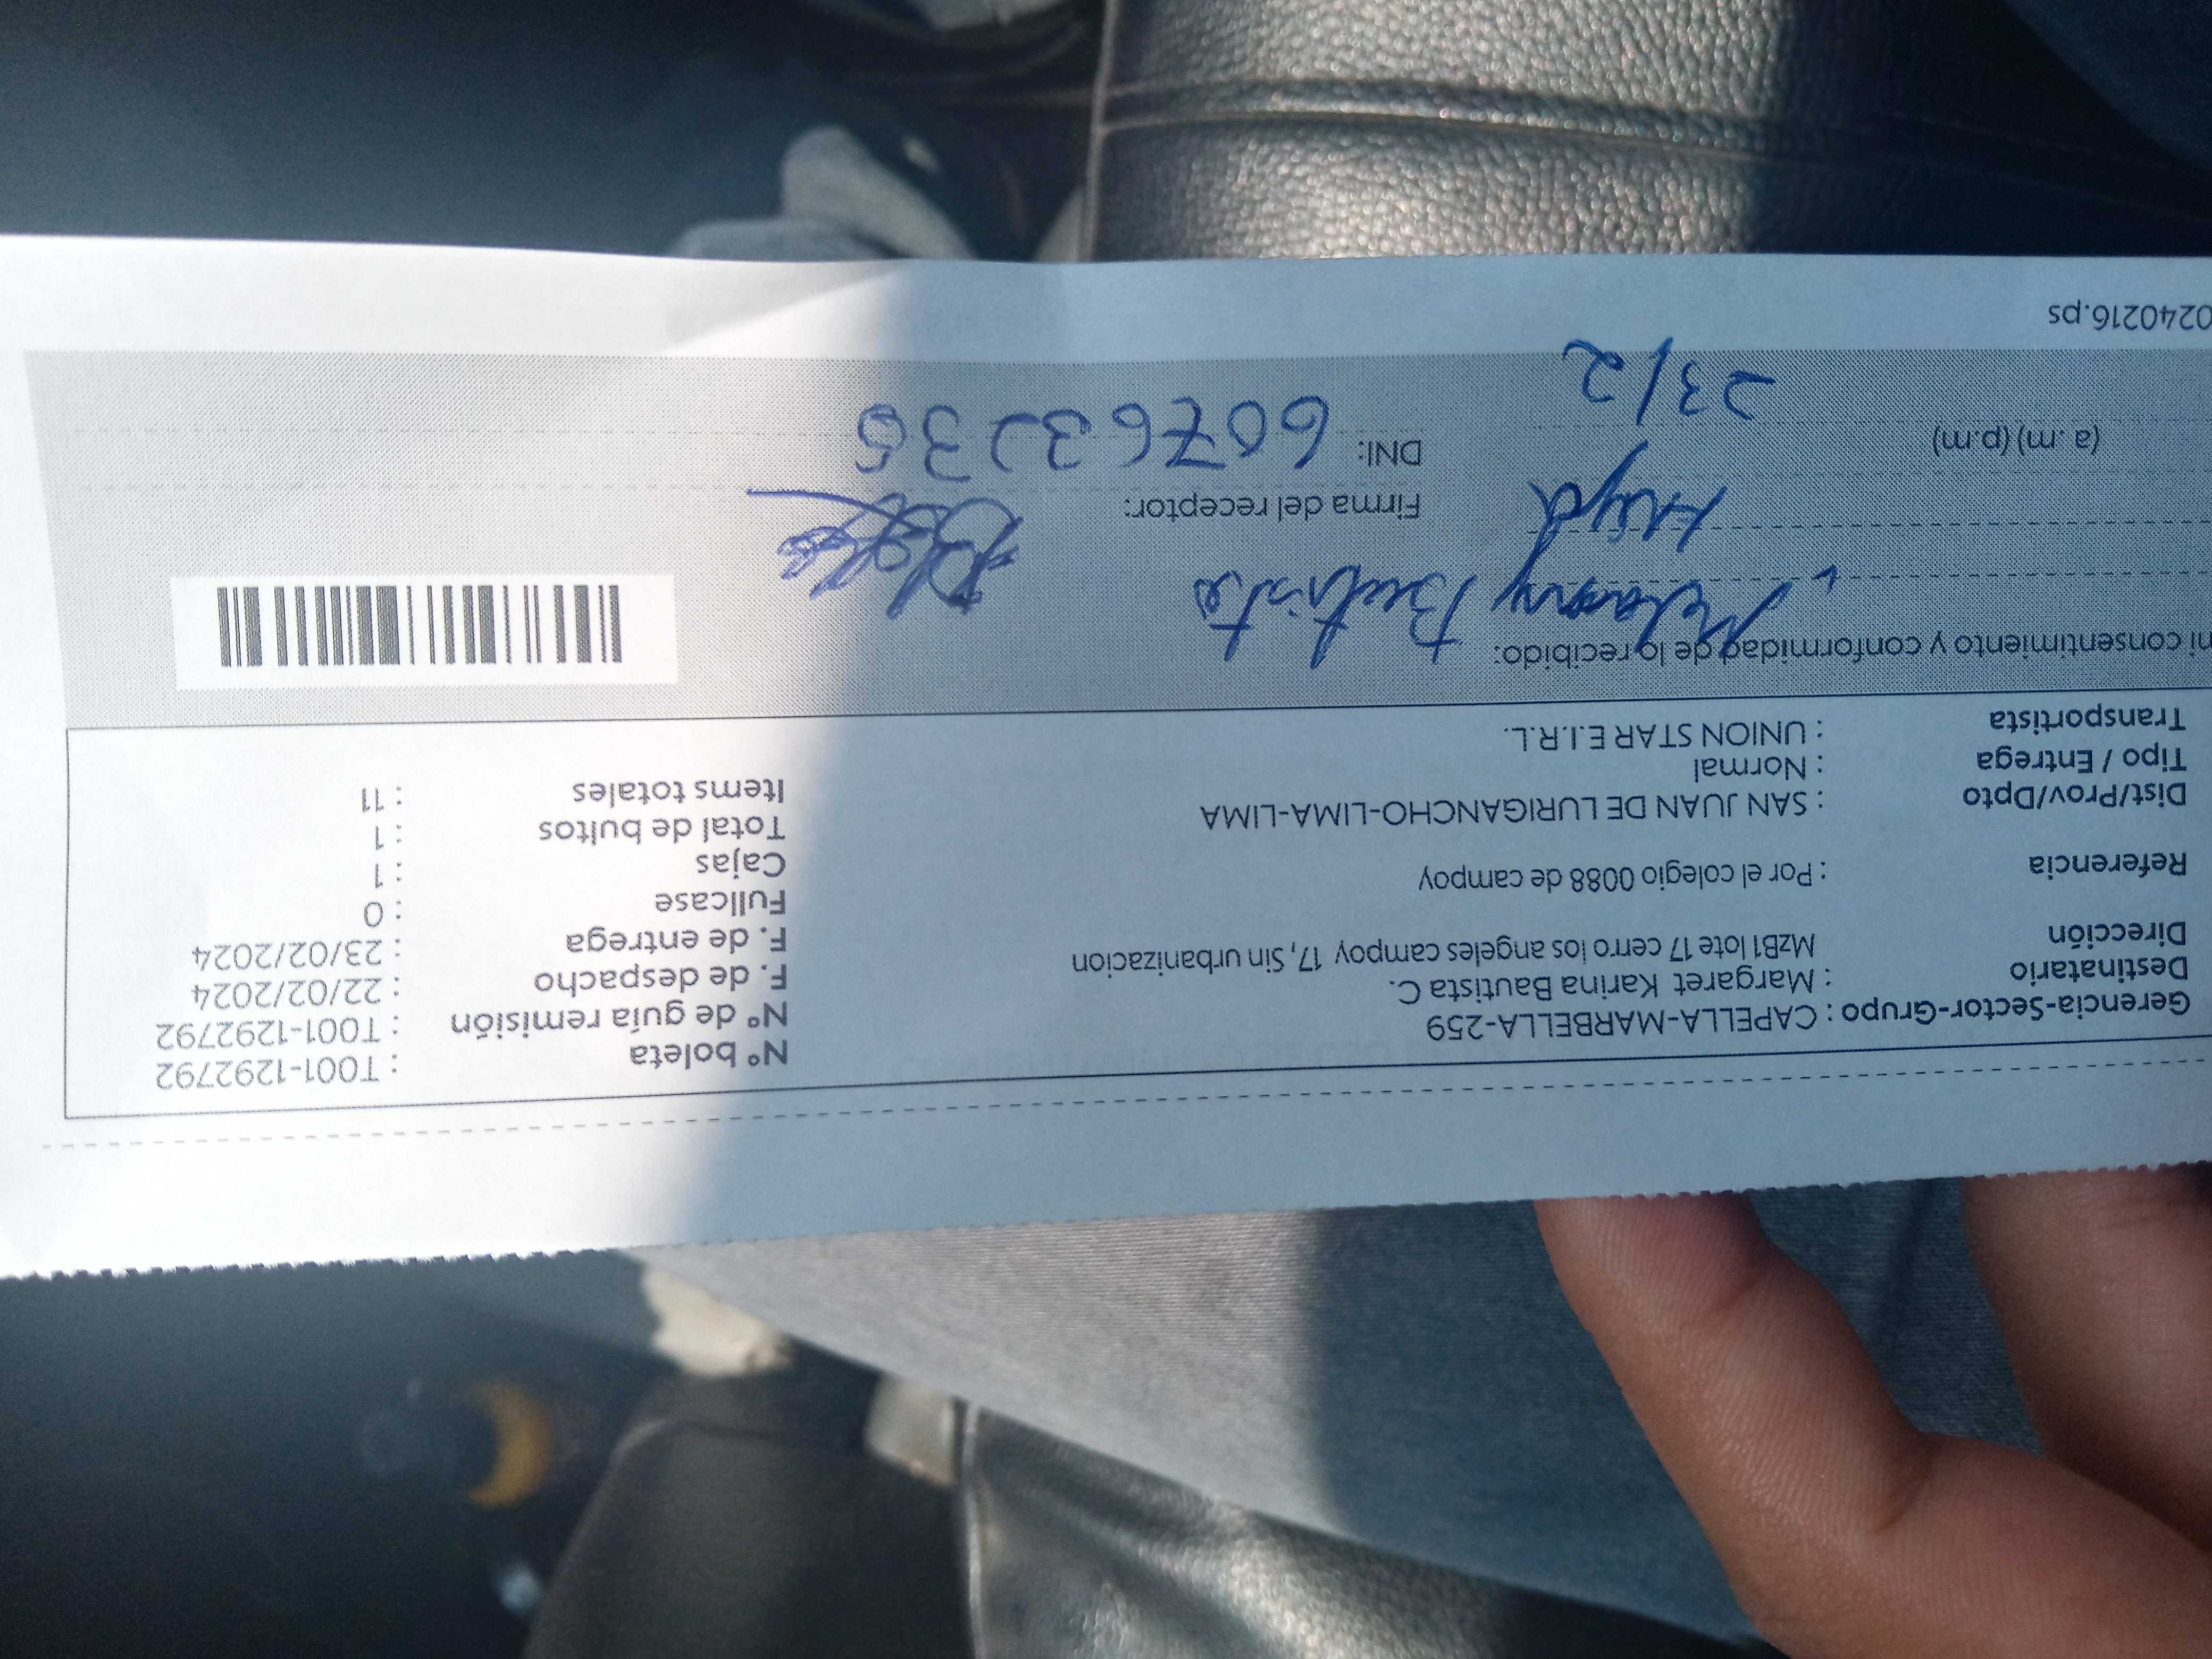 Gerencia-Sector-Grupo : CAPELLA-MARBELLA-259
Destinatario : Margaret Karina Bautista C.
Dirección MzB1 lote 17 cerro los angeles campoy 17, Sin urbanizacion
Referencia : Por el colegio 0088 de campoy
Dist/Prov/Dpto : SAN JUAN DE LURIGANCHO-LIMA-LIMA
Tipo / Entrega : Normal
Transportista : UNION STAR E.I.R.L.
N° boleta : T001-1292792
N° de guía remisión : T001-1292792
F. de despacho : 22/02/2024
F. de entrega : 23/02/2024
Fullcase : 0
Cajas : 1
Total de bultos : 1
Items totales : 11
ni consentimiento y conformidad de lo recibido:
Melanny Bautista
Firma del receptor:
DNI: 60763235
(a .m) (p.m)
23/2
0240216.ps